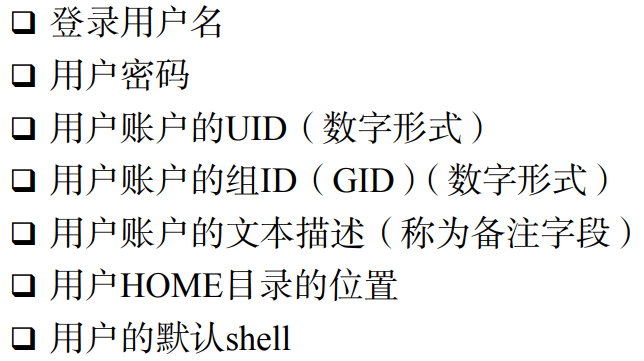 ❑ 登录用户名
❑ 用户密码
❑ 用户账户的UID（数字形式）
❑ 用户账户的组ID（GID）（数字形式）
❑ 用户账户的文本描述（称为备注字段）
❑ 用户HOME目录的位置
❑ 用户的默认shell